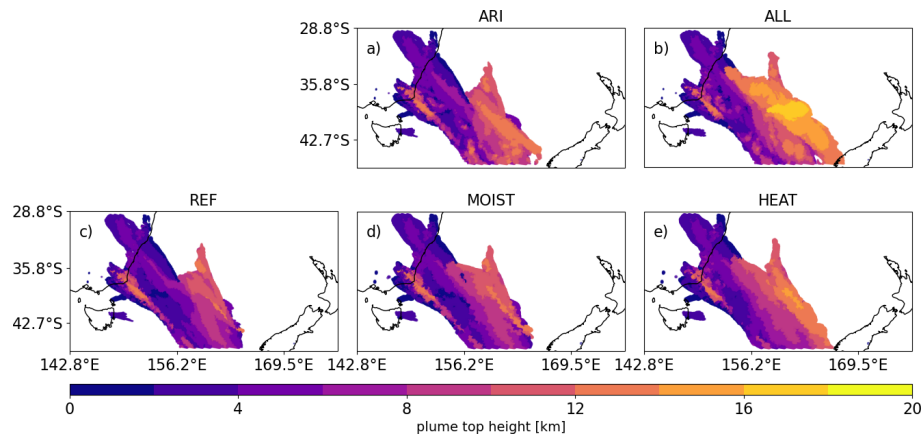 ARI ALL
28.8°S a) b)
35.8°S
42.7°S
REF MOIST HEAT
28.8°S c) d) e)
35.8°S
42.7°S
142.8°E 156.2°E 169.5°E 156.2°E 169.5°E 142.8°E 156.2°E 169.5°E
0 4 8 12 16 20
plume top height [km]